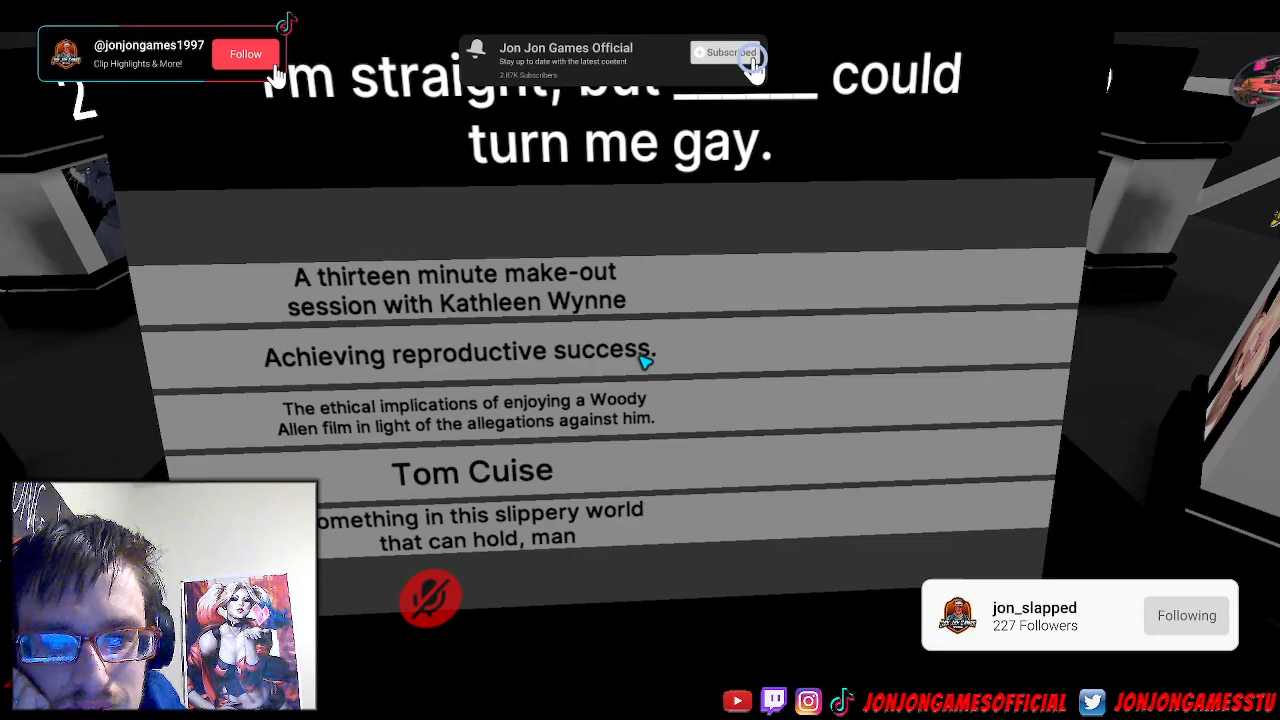 @jonjongames1997
Clip Highlights & More!
Follow
Jon Jon Games Official
Stay up to date with the latest content
2.87K Subscribers
Subscribed
2
I'm straight, but ______ could
turn me gay.
A thirteen minute make-out
session with Kathleen Wynne
Achieving reproductive success.
The ethical implications of enjoying a Woody
Allen film in light of the allegations against him.
Tom Cuise
omething in this slippery world
that can hold, man
jon_slapped
227 Followers
Following
JONJONGAMESOFFICIAL
JONJONGAMESSTU